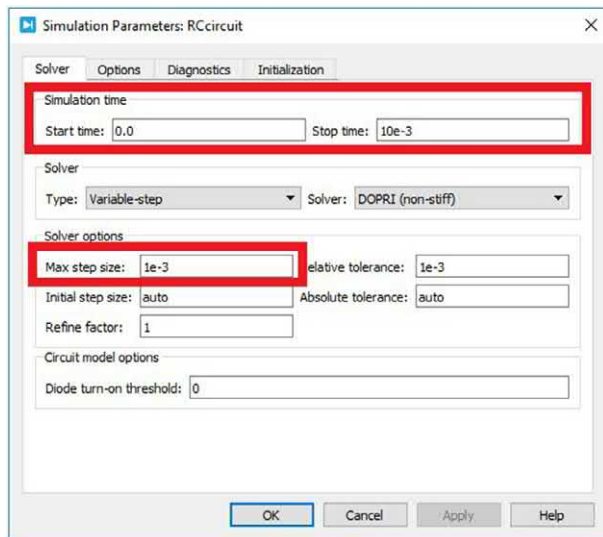 Simulation Parameters: RCcircuit
Solver Options Diagnostics Initialization
Simulation time
Start time: 0.0 Stop time: 10e-3
Solver
Type: Variable-step Solver: DOPRI (non-stiff)
Solver options
Max step size: 1e-3 elative tolerance: 1e-3
Initial step size: auto Absolute tolerance: auto
Refine factor: 1
Circuit model options
Diode turn-on threshold: 0
OK Cancel Apply Help